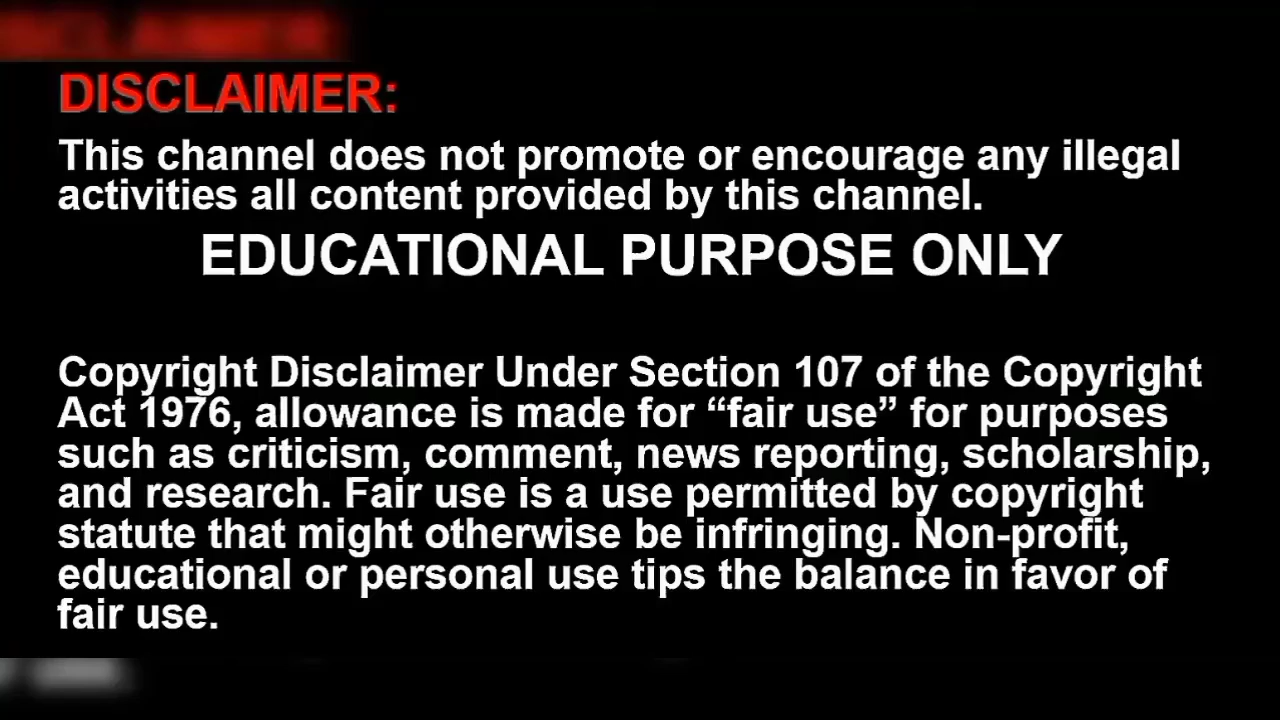 DISCLAIMER:
This channel does not promote or encourage any illegal
activities all content provided by this channel.
EDUCATIONAL PURPOSE ONLY
Copyright Disclaimer Under Section 107 of the Copyright
Act 1976, allowance is made for “fair use” for purposes
such as criticism, comment, news reporting, scholarship,
and research. Fair use is a use permitted by copyright
statute that might otherwise be infringing. Non-profit,
educational or personal use tips the balance in favor of
fair use.